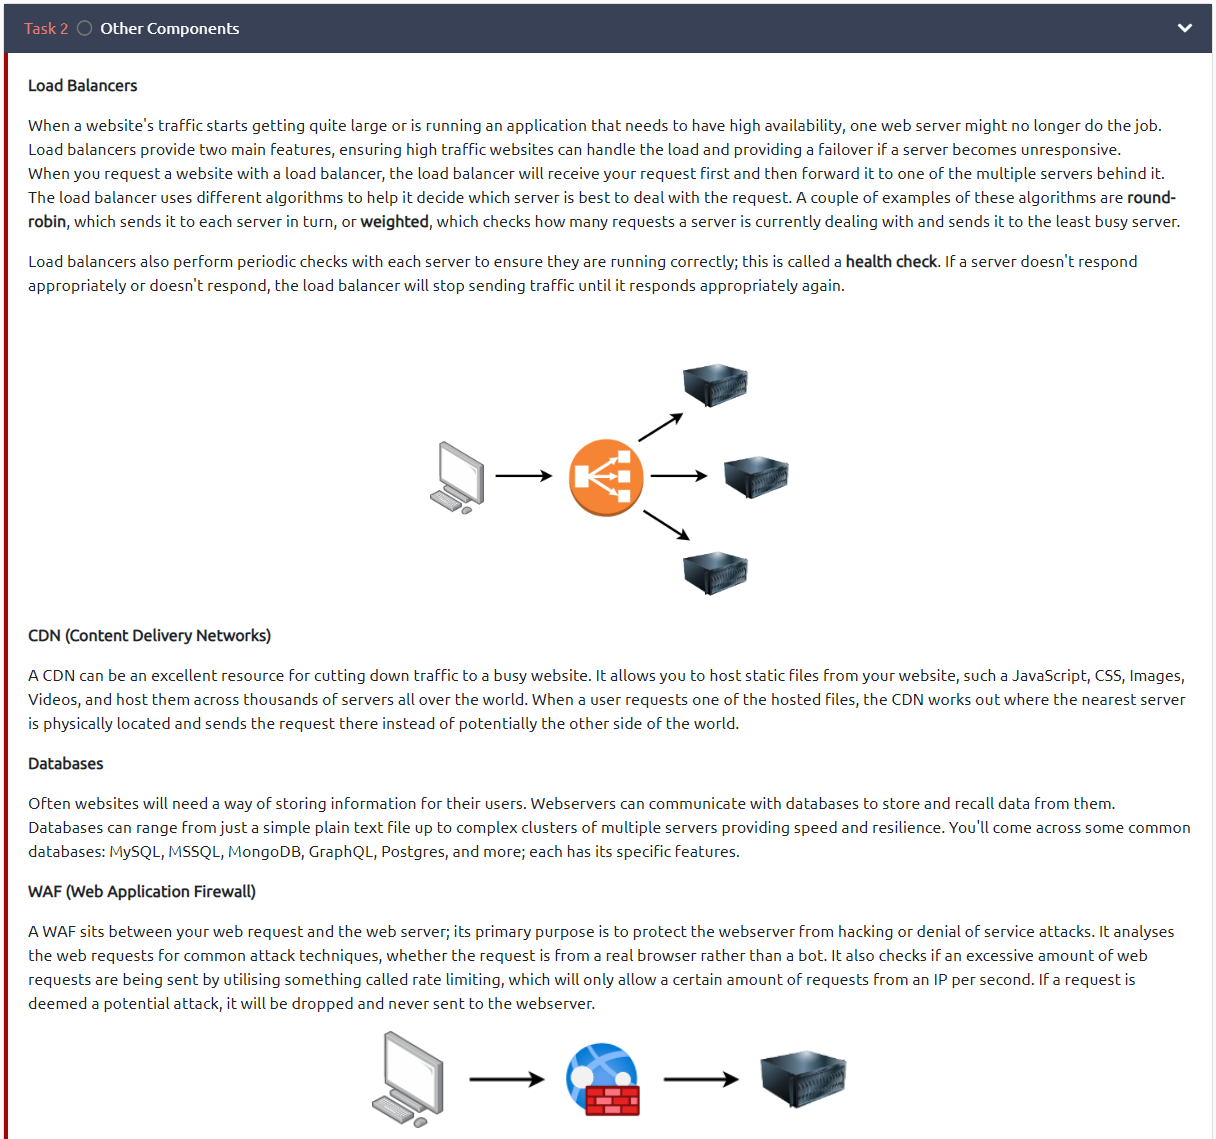 Task 2 Other Components
Load Balancers
When a website's traffic starts getting quite large or is running an application that needs to have high availability, one web server might no longer do the job.
Load balancers provide two main features, ensuring high traffic websites can handle the load and providing a failover if a server becomes unresponsive.
When you request a website with a load balancer, the load balancer will receive your request first and then forward it to one of the multiple servers behind it.
The load balancer uses different algorithms to help it decide which server is best to deal with the request. A couple of examples of these algorithms are round-
robin, which sends it to each server in turn, or weighted, which checks how many requests a server is currently dealing with and sends it to the least busy server.
Load balancers also perform periodic checks with each server to ensure they are running correctly; this is called a health check. If a server doesn't respond
appropriately or doesn't respond, the load balancer will stop sending traffic until it responds appropriately again.
CDN (Content Delivery Networks)
A CDN can be an excellent resource for cutting down traffic to a busy website. It allows you to host static files from your website, such a JavaScript, CSS, Images,
Videos, and host them across thousands of servers all over the world. When a user requests one of the hosted files, the CDN works out where the nearest server
is physically located and sends the request there instead of potentially the other side of the world.
Databases
Often websites will need a way of storing information for their users. Webservers can communicate with databases to store and recall data from them.
Databases can range from just a simple plain text file up to complex clusters of multiple servers providing speed and resilience. You'll come across some common
databases: MySQL, MSSQL, MongoDB, GraphQL, Postgres, and more; each has its specific features.
WAF (Web Application Firewall)
A WAF sits between your web request and the web server; its primary purpose is to protect the webserver from hacking or denial of service attacks. It analyses
the web requests for common attack techniques, whether the request is from a real browser rather than a bot. It also checks if an excessive amount of web
requests are being sent by utilising something called rate limiting, which will only allow a certain amount of requests from an IP per second. If a request is
deemed a potential attack, it will be dropped and never sent to the webserver.